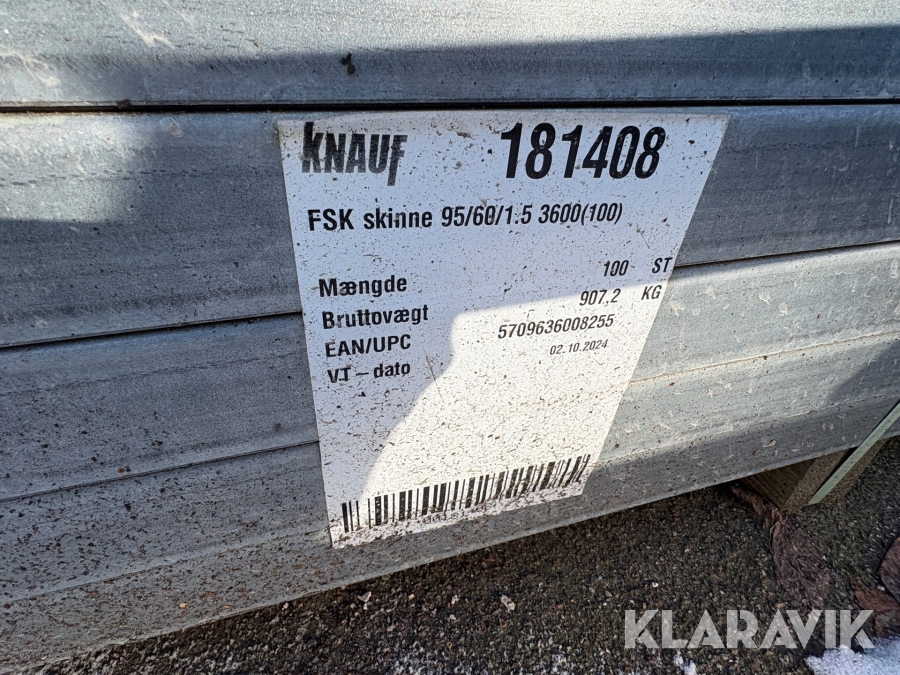 KNAUF 181408
FSK skinne 95/60/1.5 3600(100)
Mængde 100 ST
Bruttovægt 907,2 KG
EAN/UPC 5709636008255
VT - dato 02.10.2024
KLARAVIK